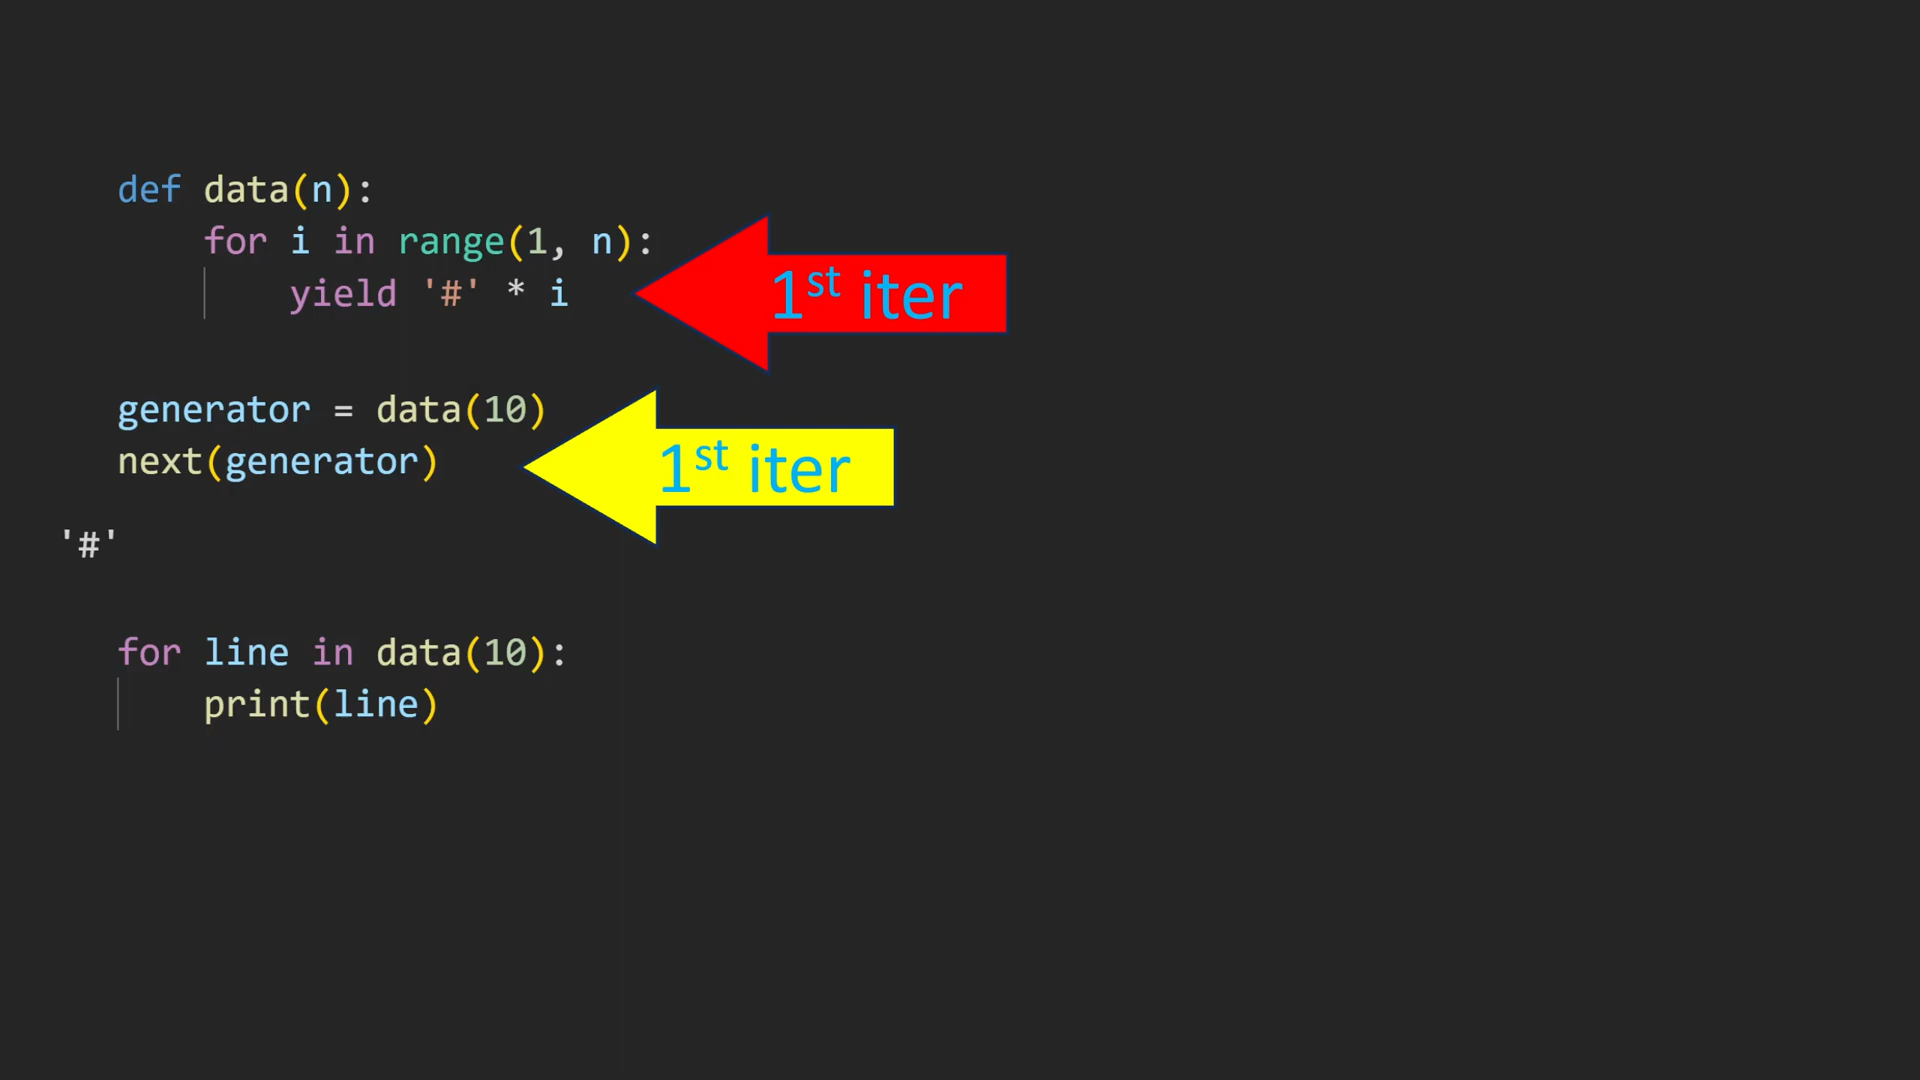 def data(n):
    for i in range(1, n):
        yield '#' * i
1st iter
generator = data(10)
next(generator)
1st iter
'#'
for line in data(10):
    print(line)